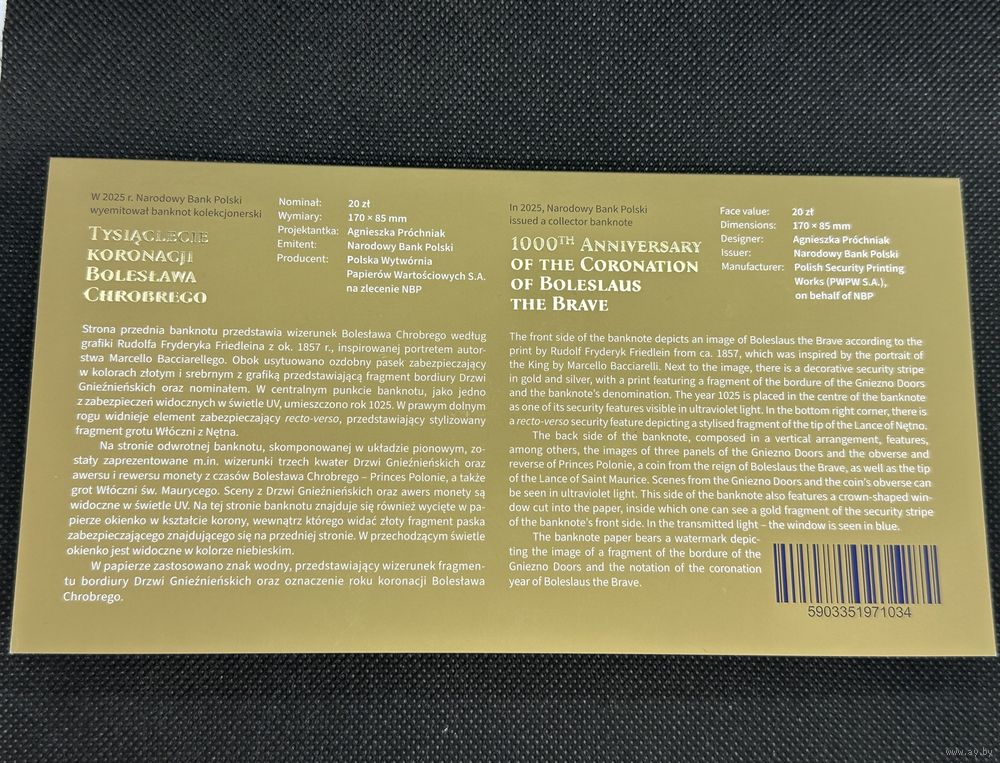 W 2025 r. Narodowy Bank Polski
wyemitował banknot kolekcjonerski
TYSIĄCLECIE
KORONACJI
BOLESŁAWA
CHROBREGO
Nominał: 20 zł
Wymiary: 170 × 85 mm
Projektantka: Agnieszka Próchniak
Emitent: Narodowy Bank Polski
Producent: Polska Wytwórnia
Papierów Wartościowych S.A.
na zlecenie NBP
Strona przednia banknotu przedstawia wizerunek Bolesława Chrobrego według
grafiki Rudolfa Fryderyka Friedleina z ok. 1857 r., inspirowanej portretem autor-
stwa Marcello Bacciarellego. Obok usytuowano ozdobny pasek zabezpieczający
w kolorach złotym i srebrnym z grafiką przedstawiającą fragment bordiury Drzwi
Gnieźnieńskich oraz nominałem. W centralnym punkcie banknotu, jako jedno
z zabezpieczeń widocznych w świetle UV, umieszczono rok 1025. W prawym dolnym
rogu widnieje element zabezpieczający recto-verso, przedstawiający stylizowany
fragment grotu Włóczni z Nętna.
Na stronie odwrotnej banknotu, skomponowanej w układzie pionowym, zo-
stały zaprezentowane m.in. wizerunki trzech kwater Drzwi Gnieźnieńskich oraz
awersu i rewersu monety z czasów Bolesława Chrobrego – Princes Polonie, a także
grot Włóczni św. Maurycego. Sceny z Drzwi Gnieźnieńskich oraz awers monety są
widoczne w świetle UV. Na tej stronie banknotu znajduje się również wycięte w pa-
pierze okienko w kształcie korony, wewnątrz którego widać złoty fragment paska
zabezpieczającego znajdującego się na przedniej stronie. W przechodzącym świetle
okienko jest widoczne w kolorze niebieskim.
W papierze zastosowano znak wodny, przedstawiający wizerunek fragmen-
tu bordiury Drzwi Gnieźnieńskich oraz oznaczenie roku koronacji Bolesława
Chrobrego.
In 2025, Narodowy Bank Polski
issued a collector banknote
1000TH ANNIVERSARY
OF THE CORONATION
OF BOLESLAUS
THE BRAVE
Face value: 20 zł
Dimensions: 170 × 85 mm
Designer: Agnieszka Próchniak
Issuer: Narodowy Bank Polski
Manufacturer: Polish Security Printing
Works (PWPW S.A.),
on behalf of NBP
The front side of the banknote depicts an image of Boleslaus the Brave according to the
print by Rudolf Fryderyk Friedlein from ca. 1857, which was inspired by the portrait of
the King by Marcello Bacciarelli. Next to the image, there is a decorative security stripe
in gold and silver, with a print featuring a fragment of the bordure of the Gniezno Doors
and the banknote's denomination. The year 1025 is placed in the centre of the banknote
as one of its security features visible in ultraviolet light. In the bottom right corner, there is
a recto-verso security feature depicting a stylised fragment of the tip of the Lance of Nętno.
The back side of the banknote, composed in a vertical arrangement, features,
among others, the images of three panels of the Gniezno Doors and the obverse and
reverse of Princes Polonie, a coin from the reign of Boleslaus the Brave, as well as the tip
of the Lance of Saint Maurice. Scenes from the Gniezno Doors and the coin's obverse can
be seen in ultraviolet light. This side of the banknote also features a crown-shaped win-
dow cut into the paper, inside which one can see a gold fragment of the security stripe
of the banknote's front side. In the transmitted light – the window is seen in blue.
The banknote paper bears a watermark depic-
ting the image of a fragment of the bordure of the
Gniezno Doors and the notation of the coronation
year of Boleslaus the Brave.
5903351971034
www.ay.by